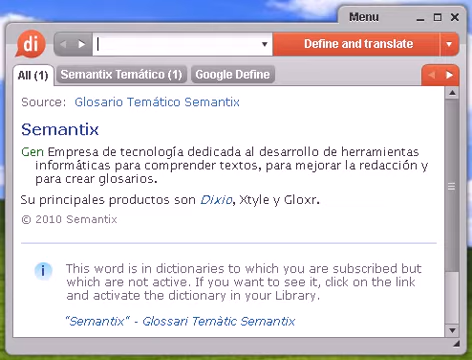 Menu
di
Define and translate
All (1)
Semantix Temático (1)
Google Define
Source: Glosario Temático Semantix
Semantix
Gen Empresa de tecnología dedicada al desarrollo de herramientas
informáticas para comprender textos, para mejorar la redacción y
para crear glosarios.
Su principales productos son Dixio, Xtyle y Gloxr.
© 2010 Semantix
i
This word is in dictionaries to which you are subscribed but
which are not active. If you want to see it, click on the link
and activate the dictionary in your Library.
"Semantix" - Glossari Temàtic Semantix